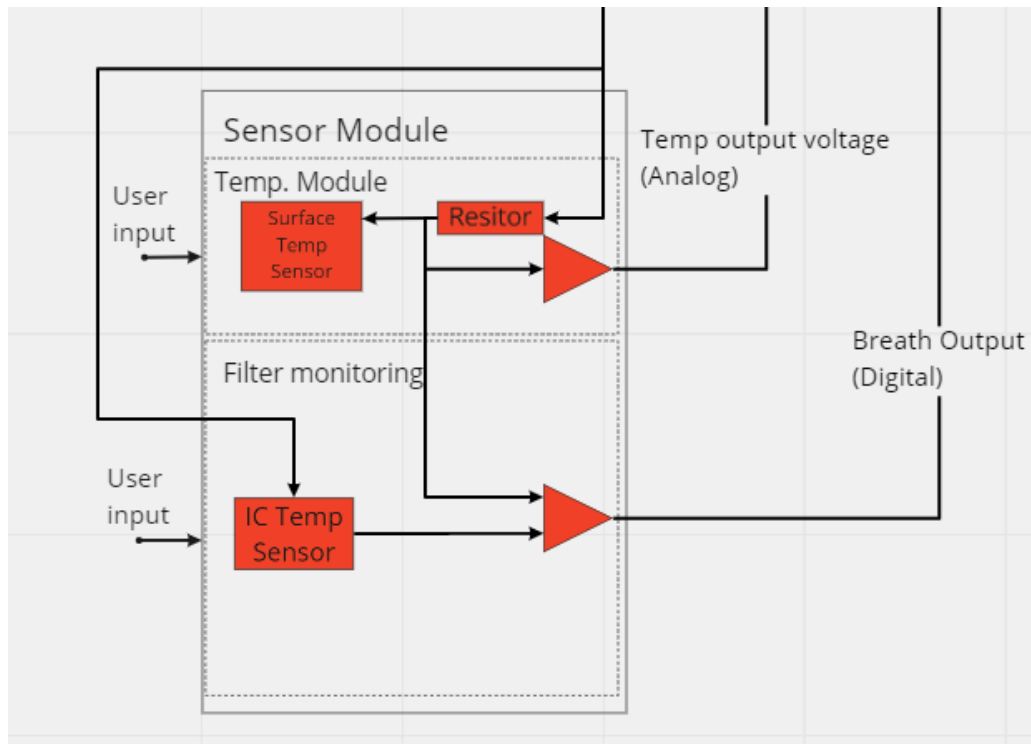 Sensor Module
Temp output voltage
(Analog)
Temp. Module
User
input
Surface
Temp
Sensor
Resitor
Breath Output
(Digital)
Filter monitoring
User
input
IC Temp
Sensor